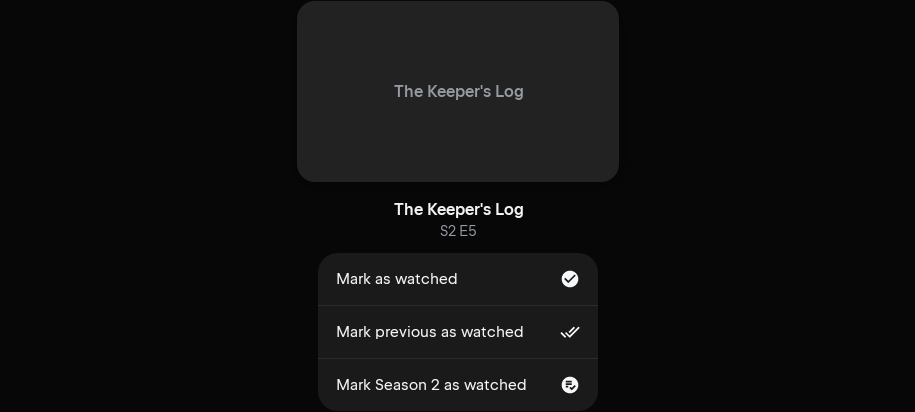 The Keeper's Log
The Keeper's Log
S2 E5
Mark as watched
Mark previous as watched
Mark Season 2 as watched